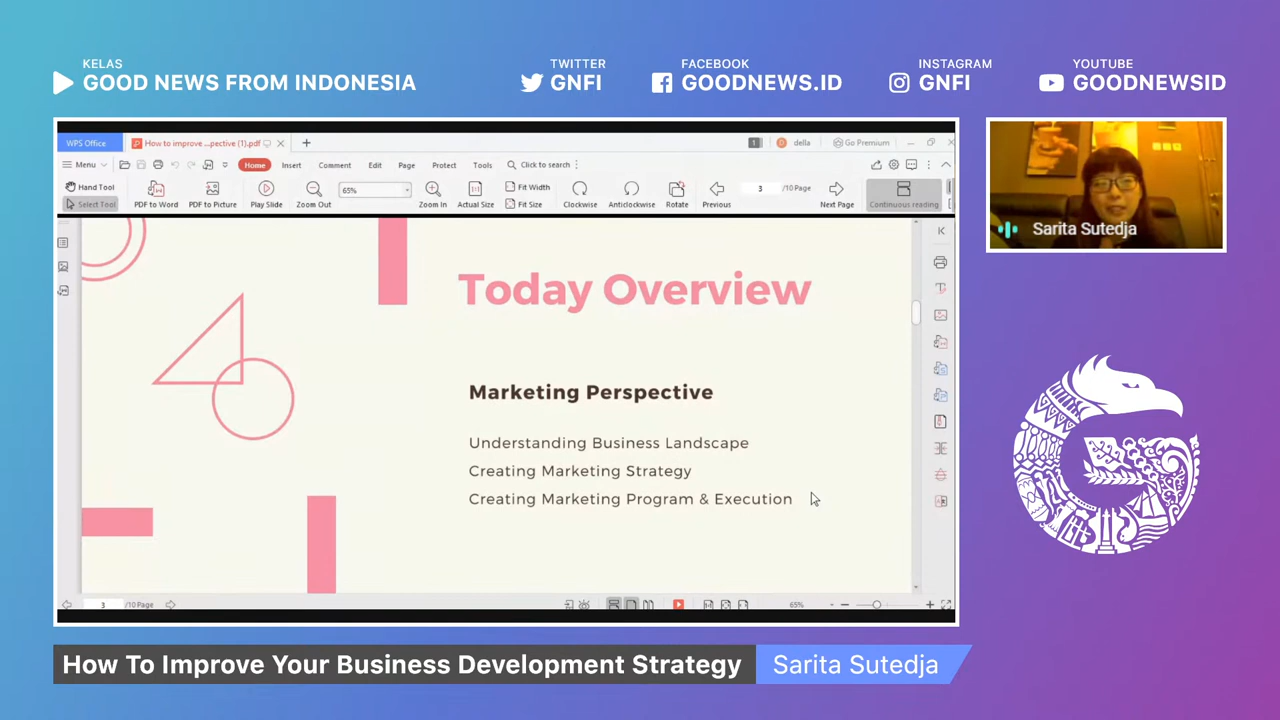 KELAS
GOOD NEWS FROM INDONESIA
TWITTER
GNFI
FACEBOOK
GOODNEWS.ID
INSTAGRAM
GNFI
YOUTUBE
GOODNEWSID
WPS Office
How to improve ...pective (1).pdf
1
della
Go Premium
Menu
Home
Insert
Comment
Edit
Page
Protect
Tools
Click to search
Hand Tool
Select Tool
PDF to Word
PDF to Picture
Play Slide
Zoom Out
65%
Zoom In
Actual Size
Fit Width
Fit Size
Clockwise
Anticlockwise
Rotate
Previous
3
/10 Page
Next Page
Continuous reading
Sarita Sutedja
Today Overview
Marketing Perspective
Understanding Business Landscape
Creating Marketing Strategy
Creating Marketing Program & Execution
3 /10 Page
65%
How To Improve Your Business Development Strategy
Sarita Sutedja